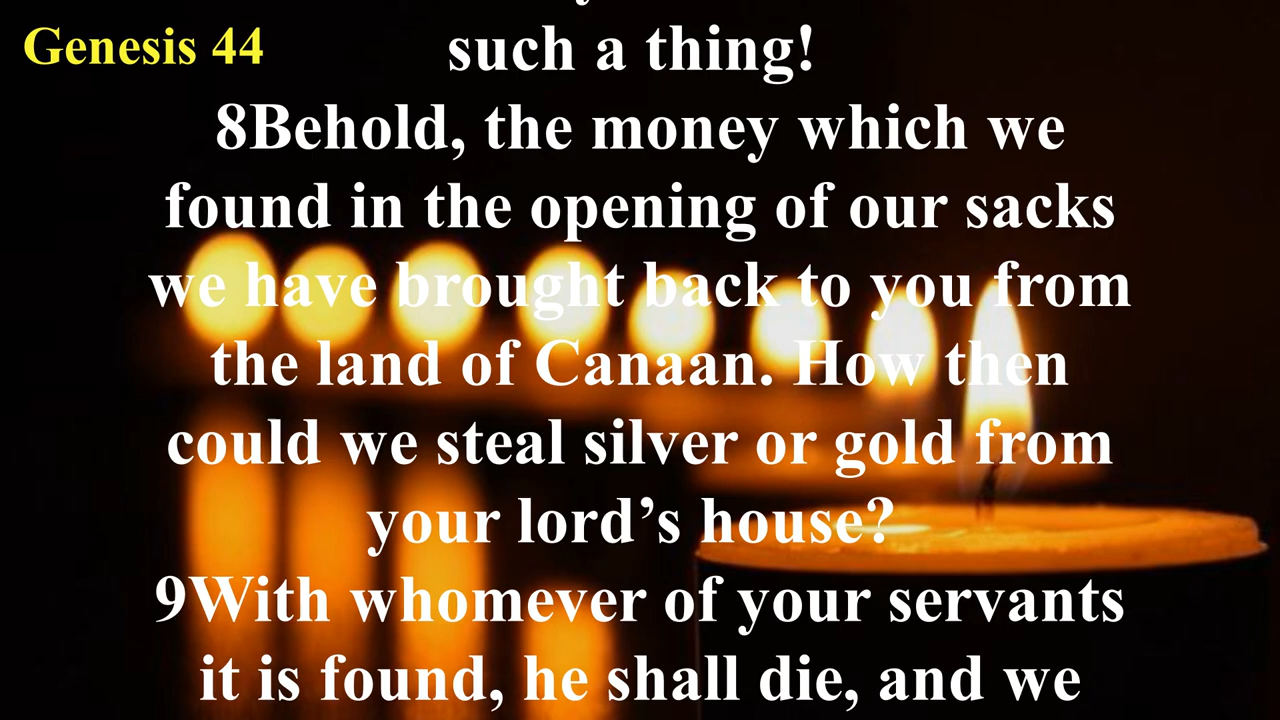 Genesis 44
such a thing!
8Behold, the money which we
found in the opening of our sacks
we have brought back to you from
the land of Canaan. How then
could we steal silver or gold from
your lord’s house?
9With whomever of your servants
it is found, he shall die, and we